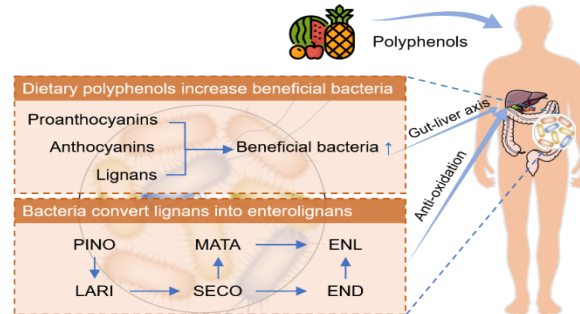 Polyphenols
Dietary polyphenols increase beneficial bacteria
Proanthocyanins
Anthocyanins
Lignans
Beneficial bacteria ↑
Gut-liver axis
Anti-oxidation
Bacteria convert lignans into enterolignans
PINO MATA ENL
LARI SECO END